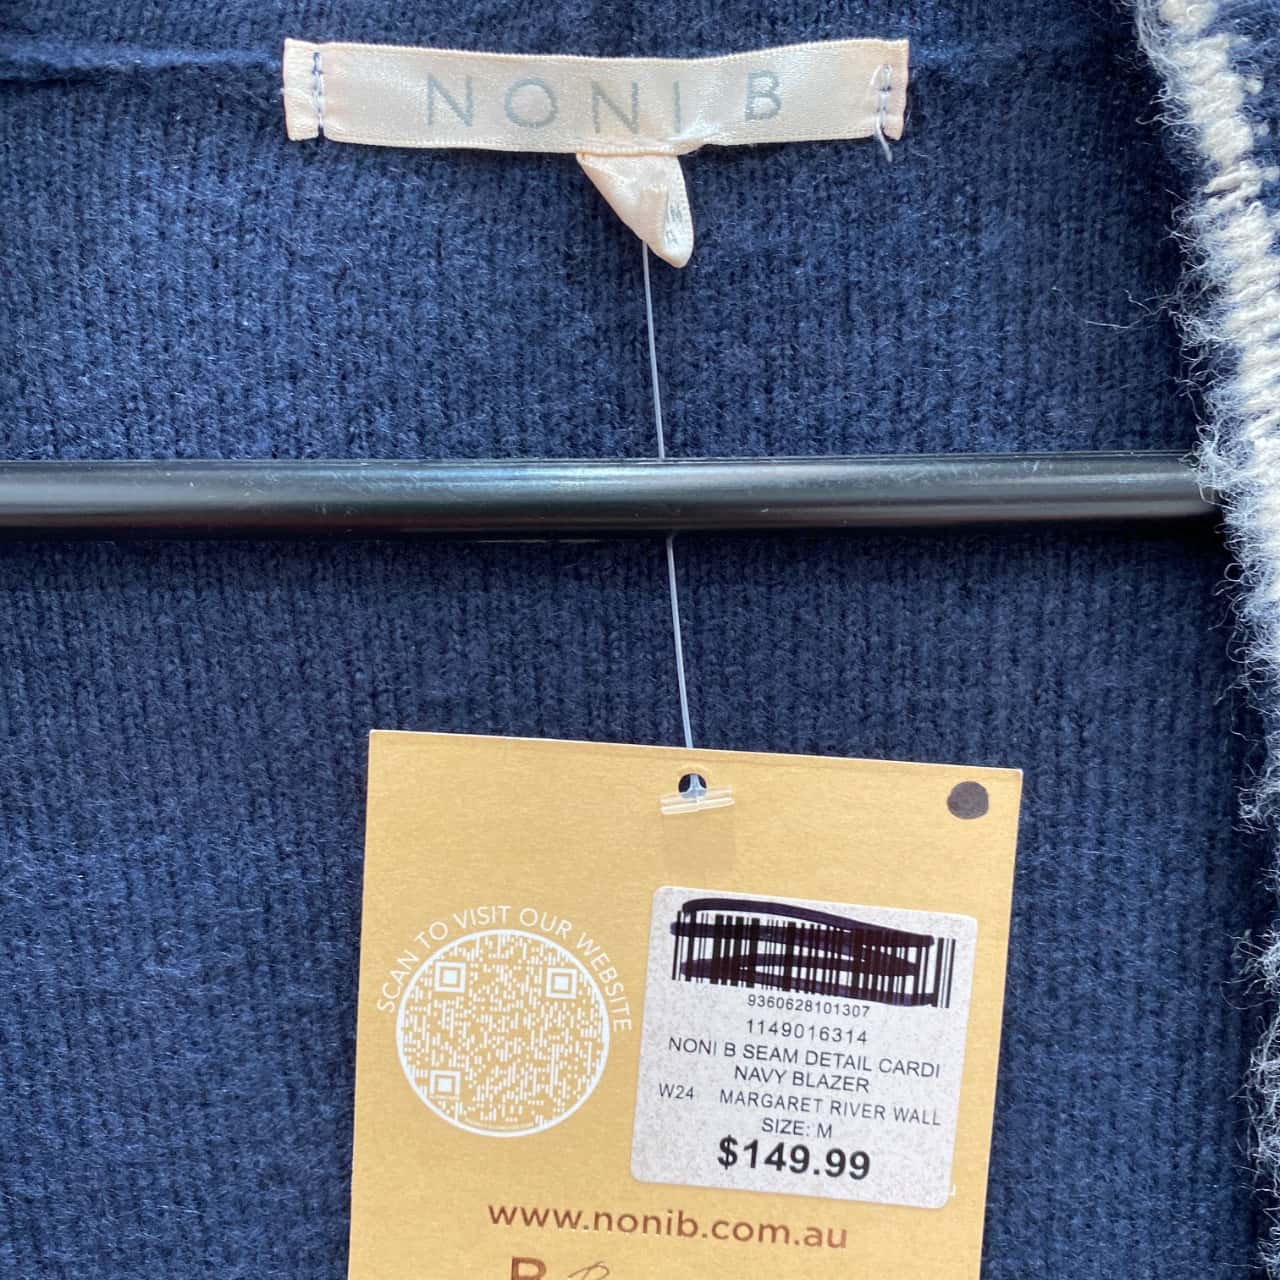 NONI B
SCAN TO VISIT OUR WEBSITE
9360628101307
1149016314
NONI B SEAM DETAIL CARDI
NAVY BLAZER
W24 MARGARET RIVER WALL
SIZE: M
$149.99
www.nonib.com.au